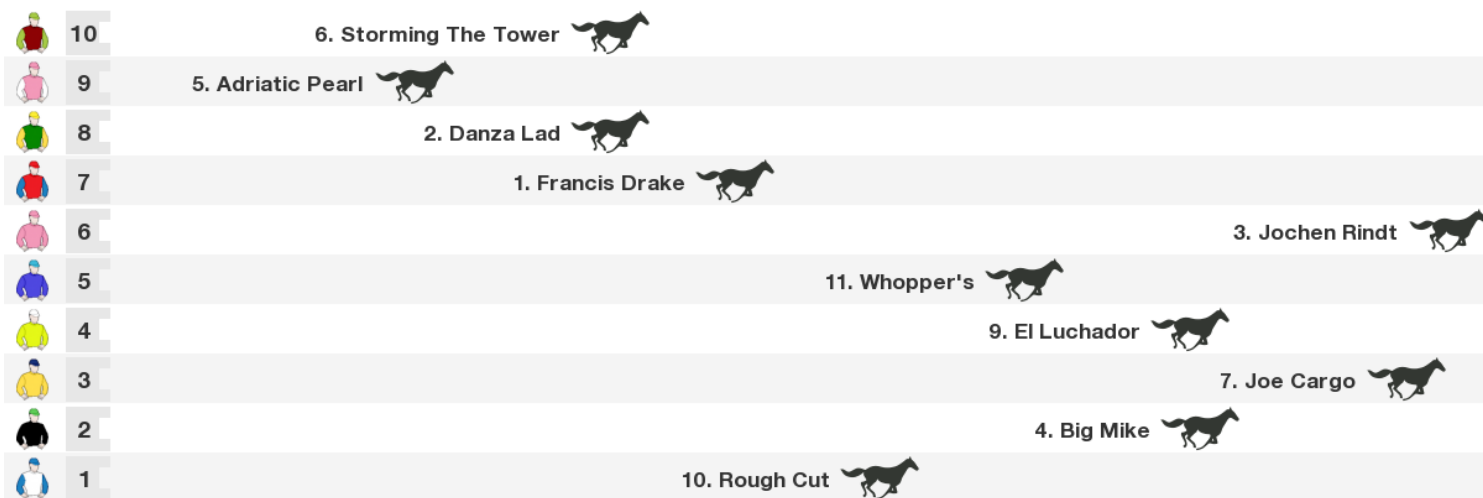 10 6. Storming The Tower
9 5. Adriatic Pearl
8 2. Danza Lad
7 1. Francis Drake
6 3. Jochen Rindt
5 11. Whopper's
4 9. El Luchador
3 7. Joe Cargo
2 4. Big Mike
1 10. Rough Cut